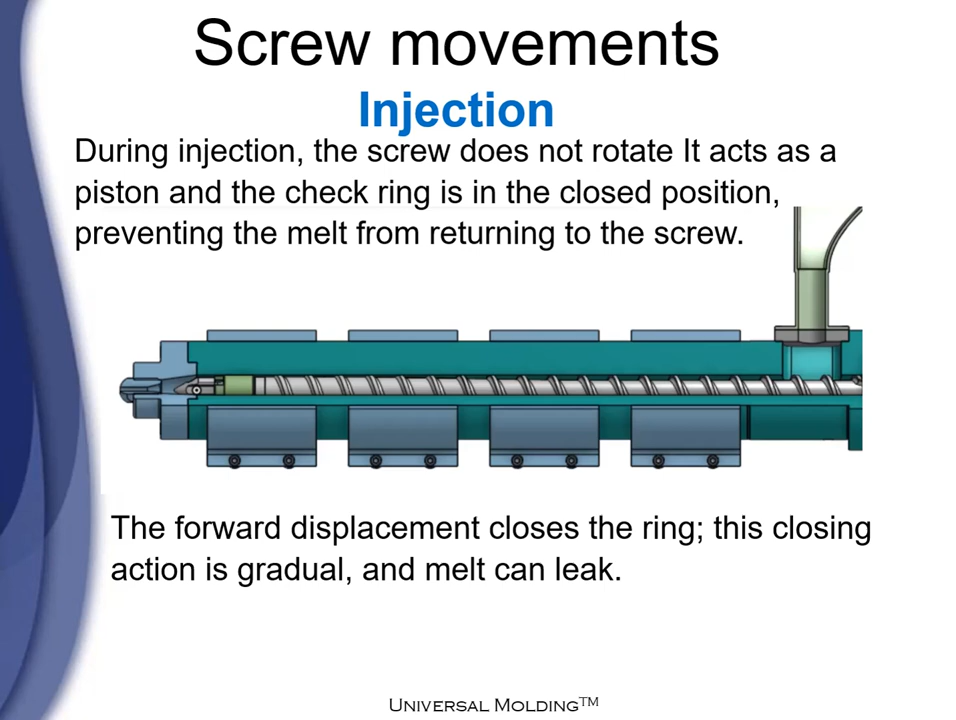 Screw movements
Injection
During injection, the screw does not rotate It acts as a
piston and the check ring is in the closed position,
preventing the melt from returning to the screw.
The forward displacement closes the ring; this closing
action is gradual, and melt can leak.
Universal Molding™